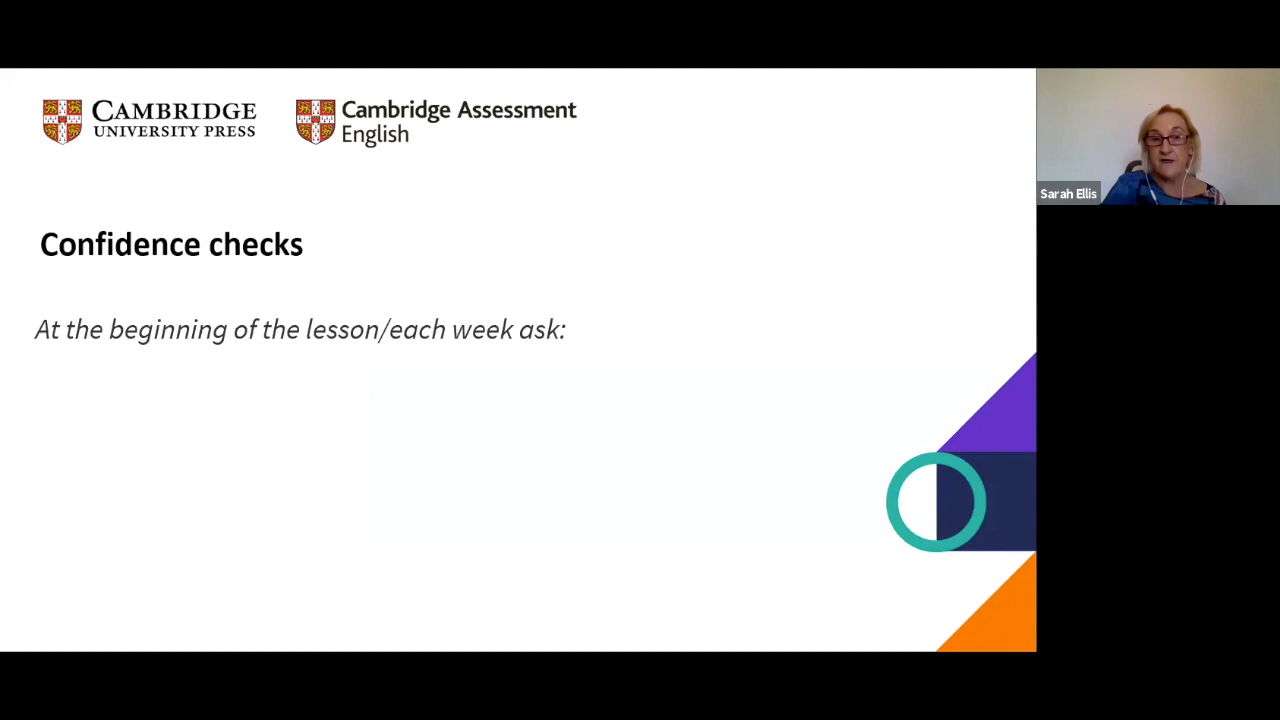 CAMBRIDGE
UNIVERSITY PRESS
Cambridge Assessment
English
Sarah Ellis
Confidence checks
At the beginning of the lesson/each week ask: